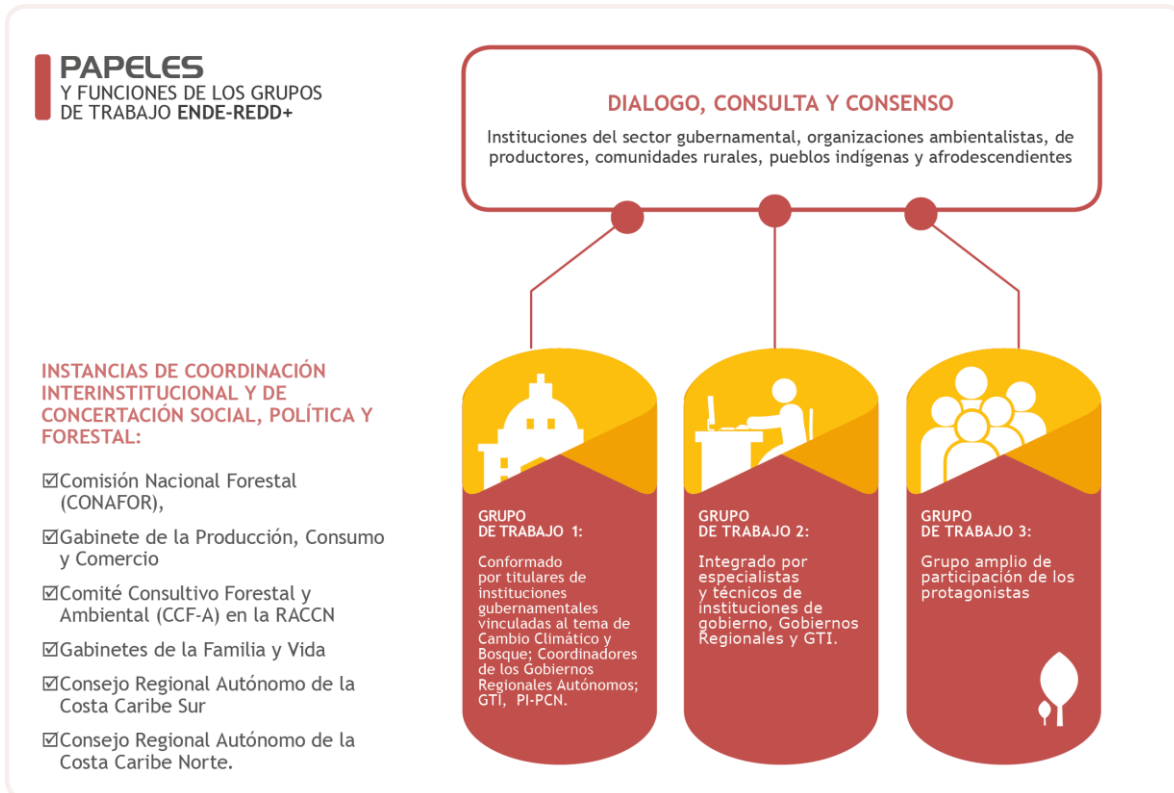 PAPELES
Y FUNCIONES DE LOS GRUPOS
DE TRABAJO ENDE-REDD+
DIALOGO, CONSULTA Y CONSENSO
Instituciones del sector gubernamental, organizaciones ambientalistas, de
productores, comunidades rurales, pueblos indígenas y afrodescendientes
INSTANCIAS DE COORDINACIÓN
INTERINSTITUCIONAL Y DE
CONCERTACIÓN SOCIAL, POLÍTICA Y
FORESTAL:
☑Comisión Nacional Forestal
(CONAFOR),
☑Gabinete de la Producción, Consumo
y Comercio
☑Comité Consultivo Forestal y
Ambiental (CCF-A) en la RACCN
☑Gabinetes de la Familia y Vida
☑Consejo Regional Autónomo de la
Costa Caribe Sur
☑Consejo Regional Autónomo de la
Costa Caribe Norte.
GRUPO
DE TRABAJO 1:
Conformado
por titulares de
instituciones
gubernamentales
vinculadas al tema de
Cambio Climático y
Bosque; Coordinadores
de los Gobiernos
Regionales Autónomos;
GTI, PI-PCN.
GRUPO
DE TRABAJO 2:
Integrado por
especialistas
y técnicos de
instituciones de
gobierno, Gobiernos
Regionales y GTI.
GRUPO
DE TRABAJO 3:
Grupo amplio de
participación de los
protagonistas